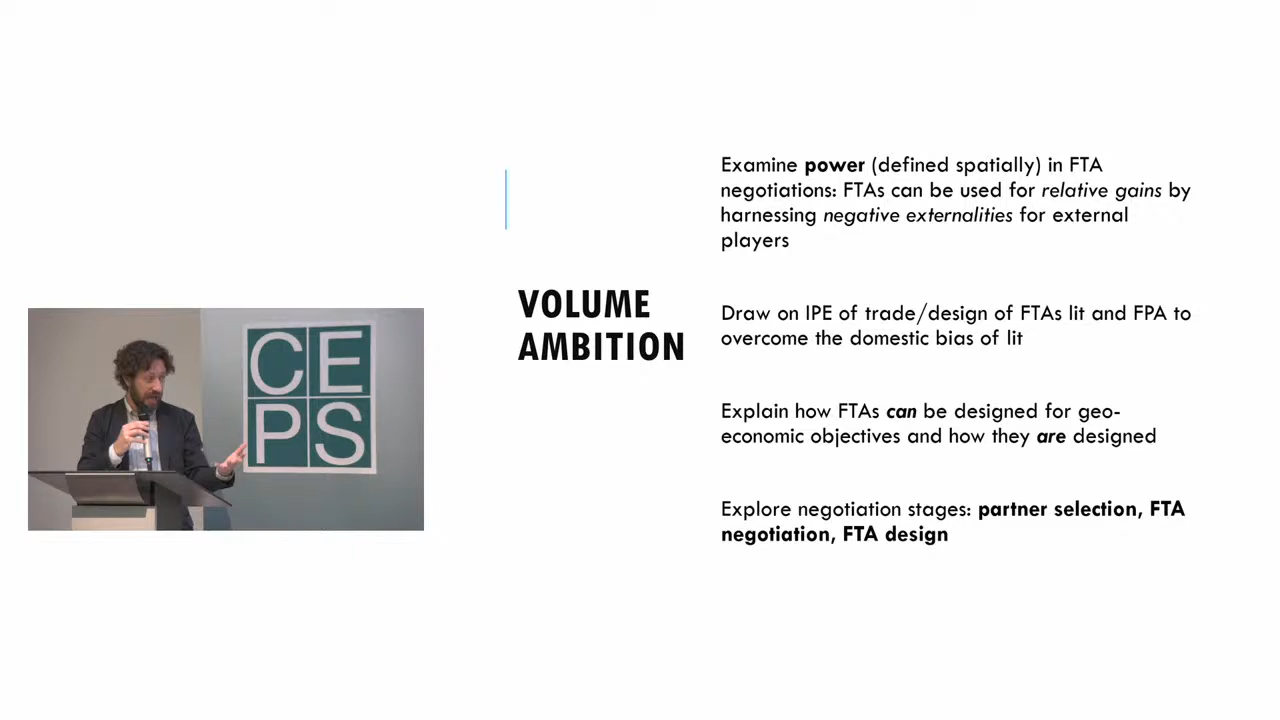 CE
PS
VOLUME
AMBITION
Examine power (defined spatially) in FTA
negotiations: FTAs can be used for relative gains by
harnessing negative externalities for external
players
Draw on IPE of trade/design of FTAs lit and FPA to
overcome the domestic bias of lit
Explain how FTAs can be designed for geo-
economic objectives and how they are designed
Explore negotiation stages: partner selection, FTA
negotiation, FTA design